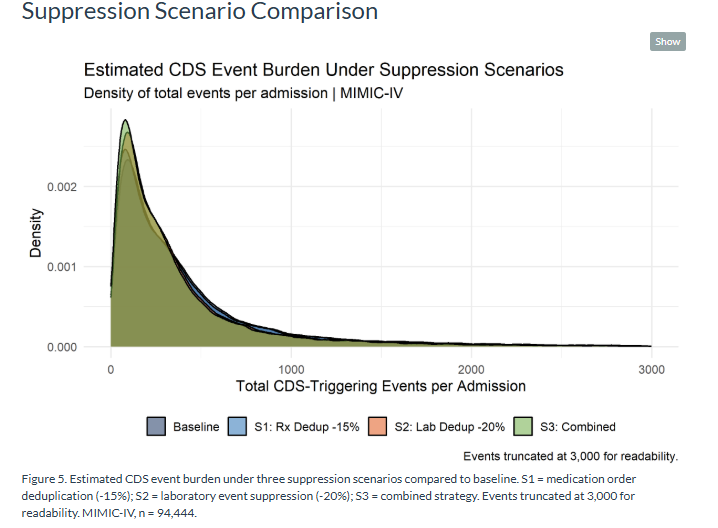 Suppression Scenario Comparison
Show
Estimated CDS Event Burden Under Suppression Scenarios
Density of total events per admission | MIMIC-IV
Density
0.002
0.001
0.000
0
1000
2000
3000
Total CDS-Triggering Events per Admission
Baseline
S1: Rx Dedup -15%
S2: Lab Dedup -20%
S3: Combined
Events truncated at 3,000 for readability.
Figure 5. Estimated CDS event burden under three suppression scenarios compared to baseline. S1 = medication order
deduplication (-15%); S2 = laboratory event suppression (-20%); S3 = combined strategy. Events truncated at 3,000 for
readability. MIMIC-IV, n = 94,444.